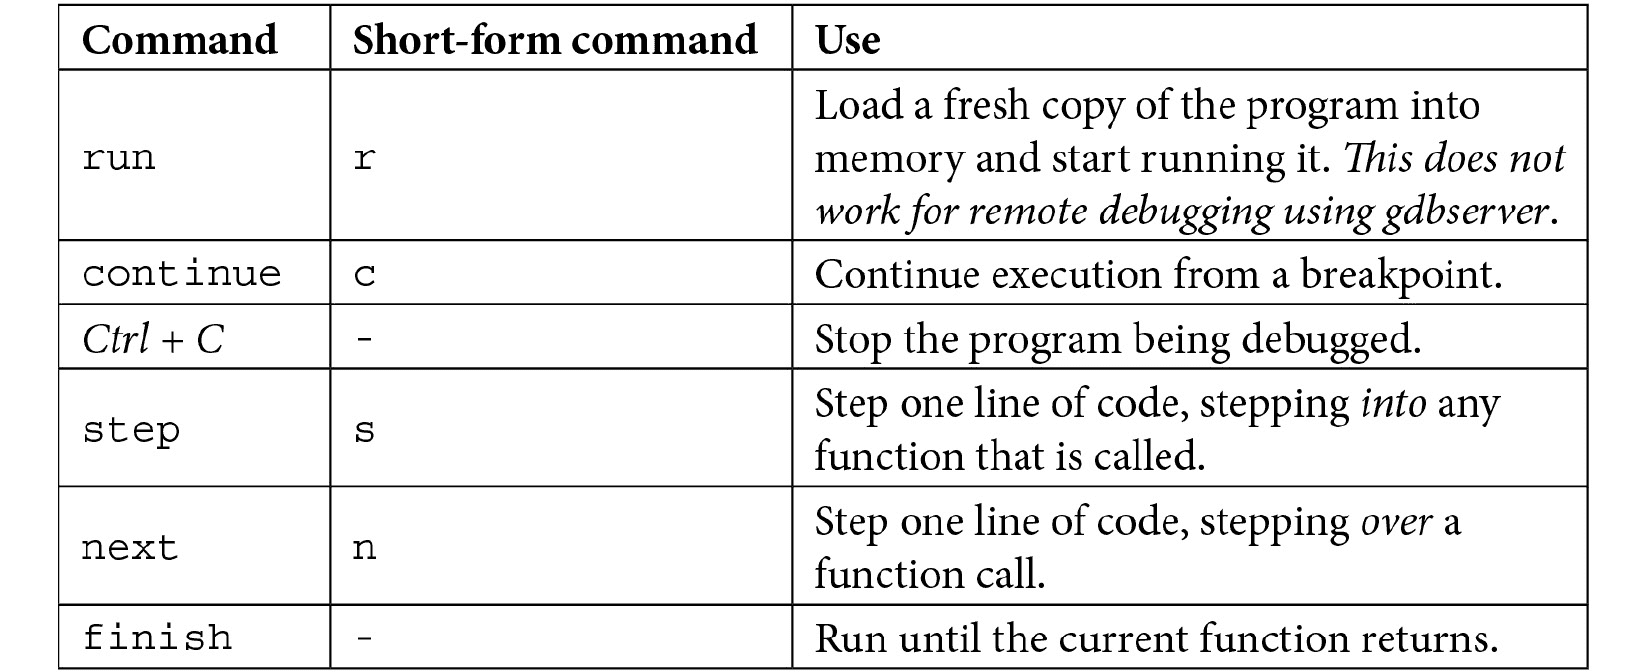 Command Short-form command Use
run r Load a fresh copy of the program into
memory and start running it. This does not
work for remote debugging using gdbserver.
continue c Continue execution from a breakpoint.
Ctrl + C - Stop the program being debugged.
step s Step one line of code, stepping into any
function that is called.
next n Step one line of code, stepping over a
function call.
finish - Run until the current function returns.